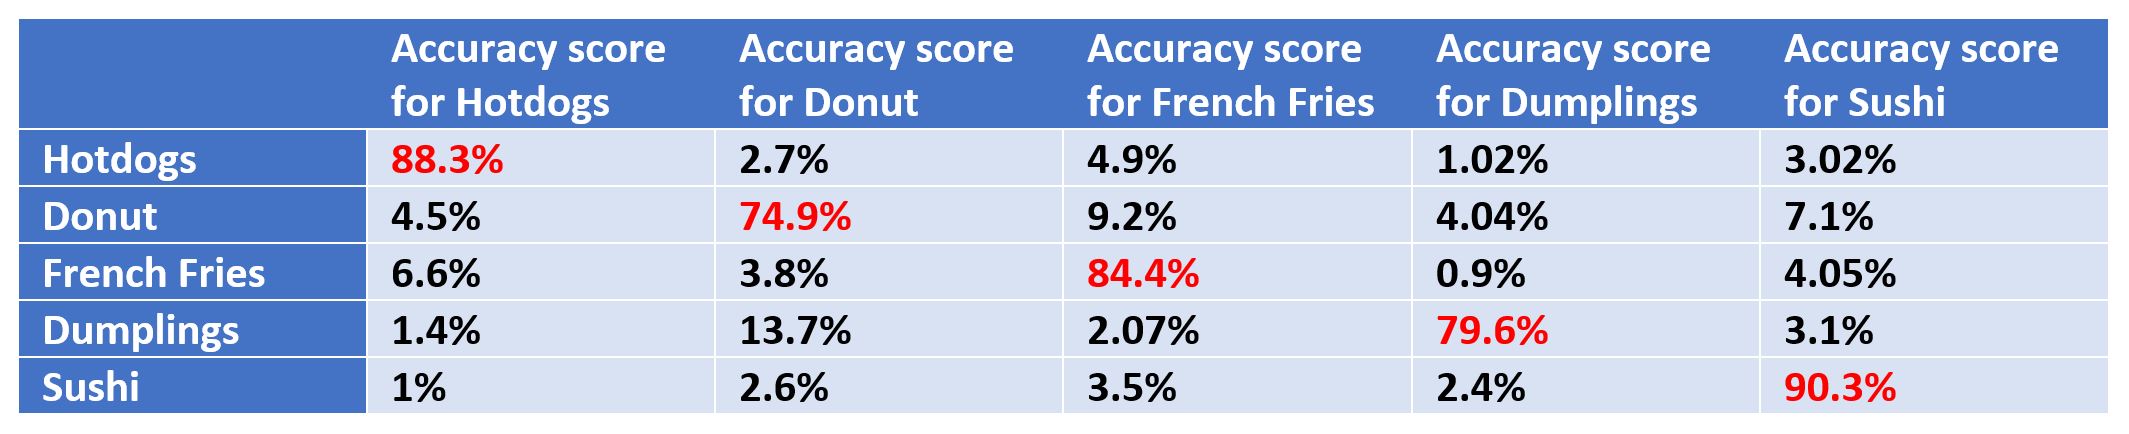 Accuracy score for Hotdogs Accuracy score for Donut Accuracy score for French Fries Accuracy score for Dumplings Accuracy score for Sushi
Hotdogs 88.3% 2.7% 4.9% 1.02% 3.02%
Donut 4.5% 74.9% 9.2% 4.04% 7.1%
French Fries 6.6% 3.8% 84.4% 0.9% 4.05%
Dumplings 1.4% 13.7% 2.07% 79.6% 3.1%
Sushi 1% 2.6% 3.5% 2.4% 90.3%